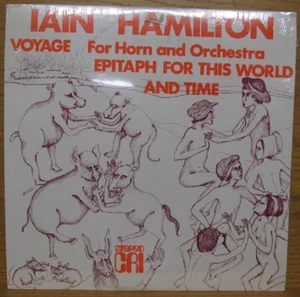 IAIN HAMILTON
VOYAGE For Horn and Orchestra
EPITAPH FOR THIS WORLD
AND TIME
STEREO
CRI